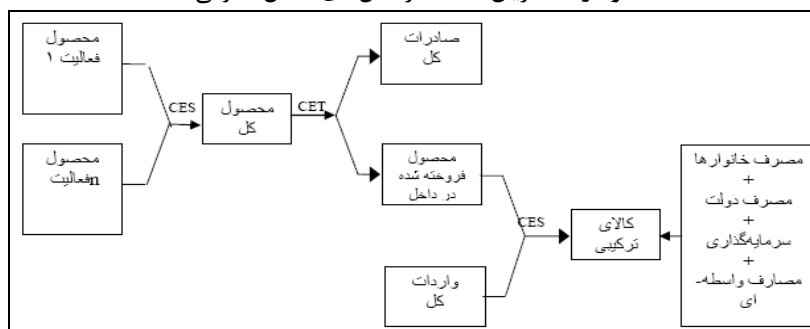 محصول
فعالیت ۱
محصول
nفعالیت
CES
محصول
کل
CET
صادرات
کل
محصول
فروخته شده
در داخل
واردات
کل
CES
کالای
ترکیبی
مصرف خانوارها
+
مصرف دولت
+
سرمایه‌گذاری
+
مصارف واسطه-
ای